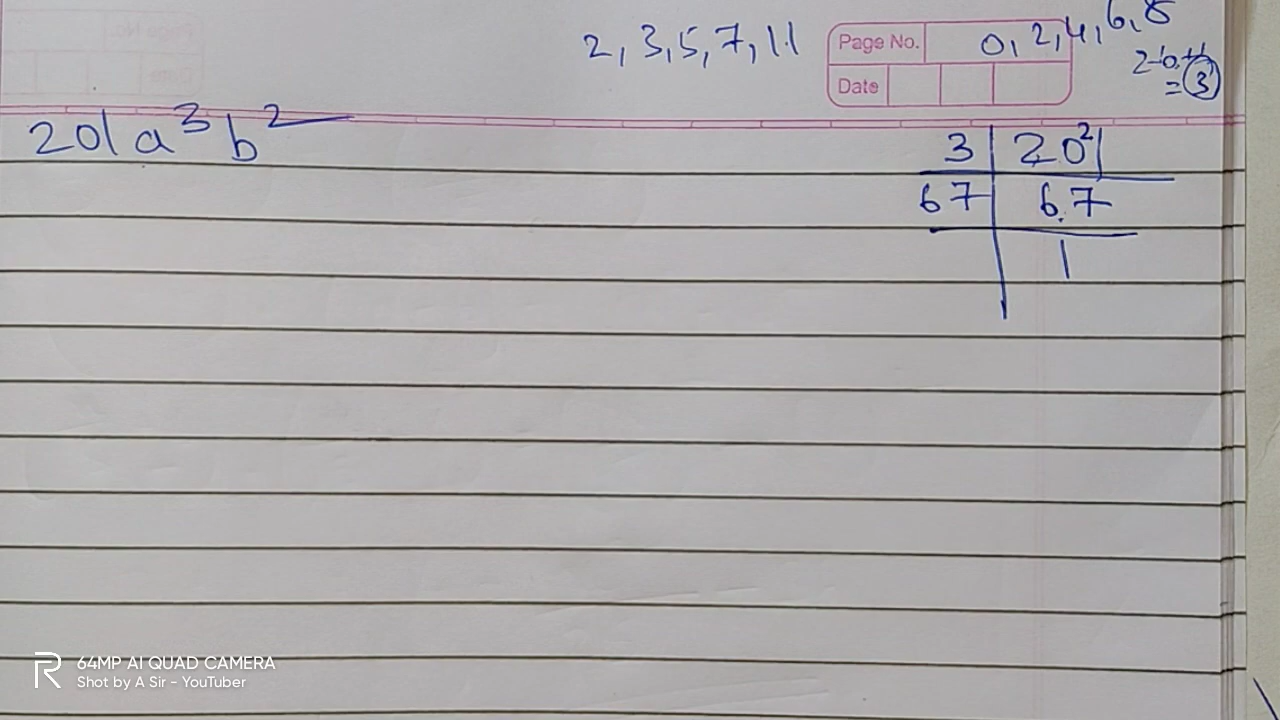 2, 3, 5, 7, 11
Page No.
0, 2, 4, 6, 8
Date
2+0+1
= 3
201 a³ b²
3 | 20²1
67 | 67
1
64MP AI QUAD CAMERA
Shot by A Sir - YouTuber